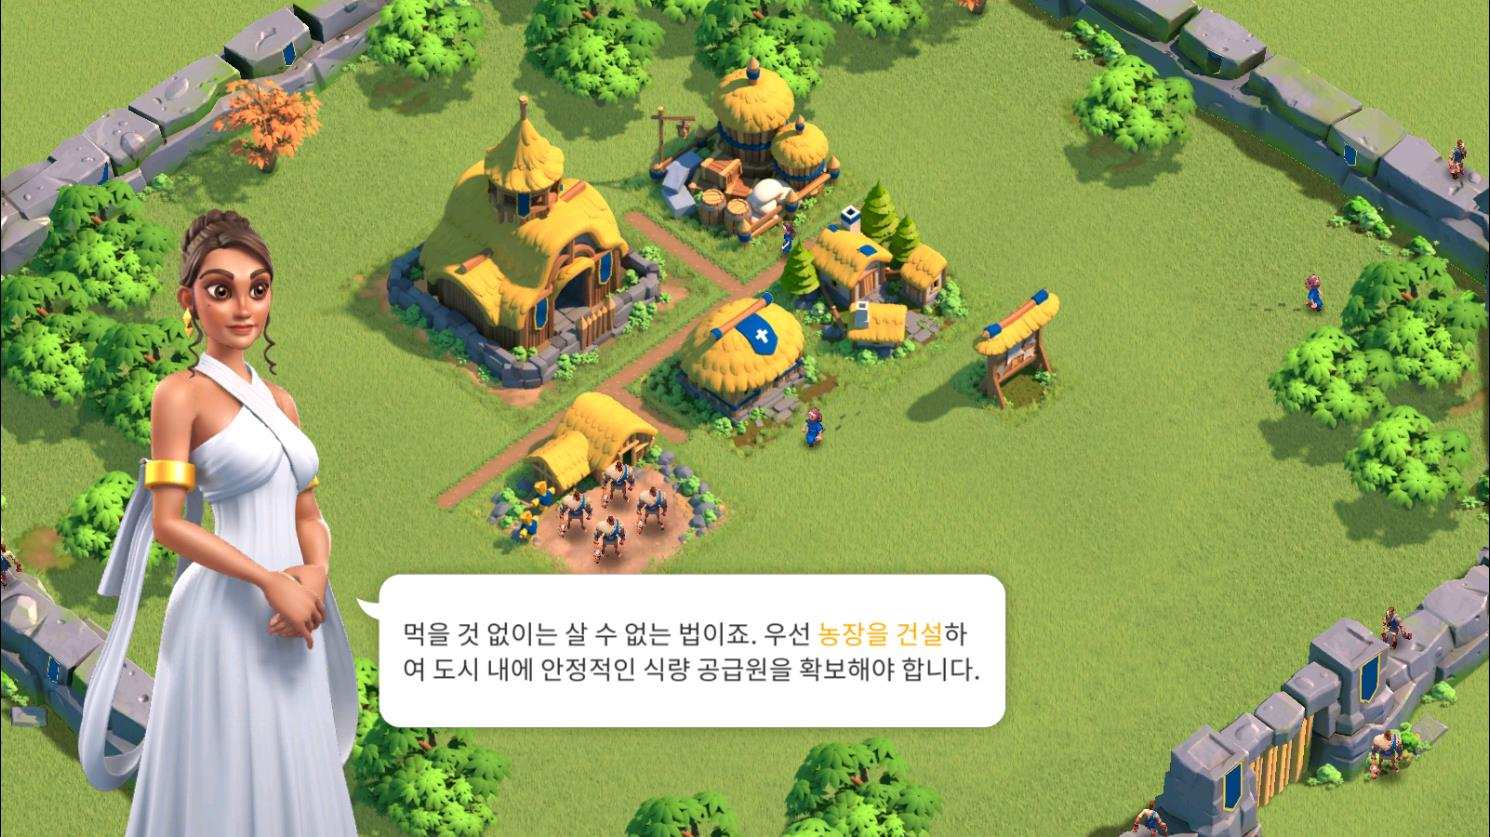 먹을 것 없이는 살 수 없는 법이죠. 우선 농장을 건설하
여 도시 내에 안정적인 식량 공급원을 확보해야 합니다.